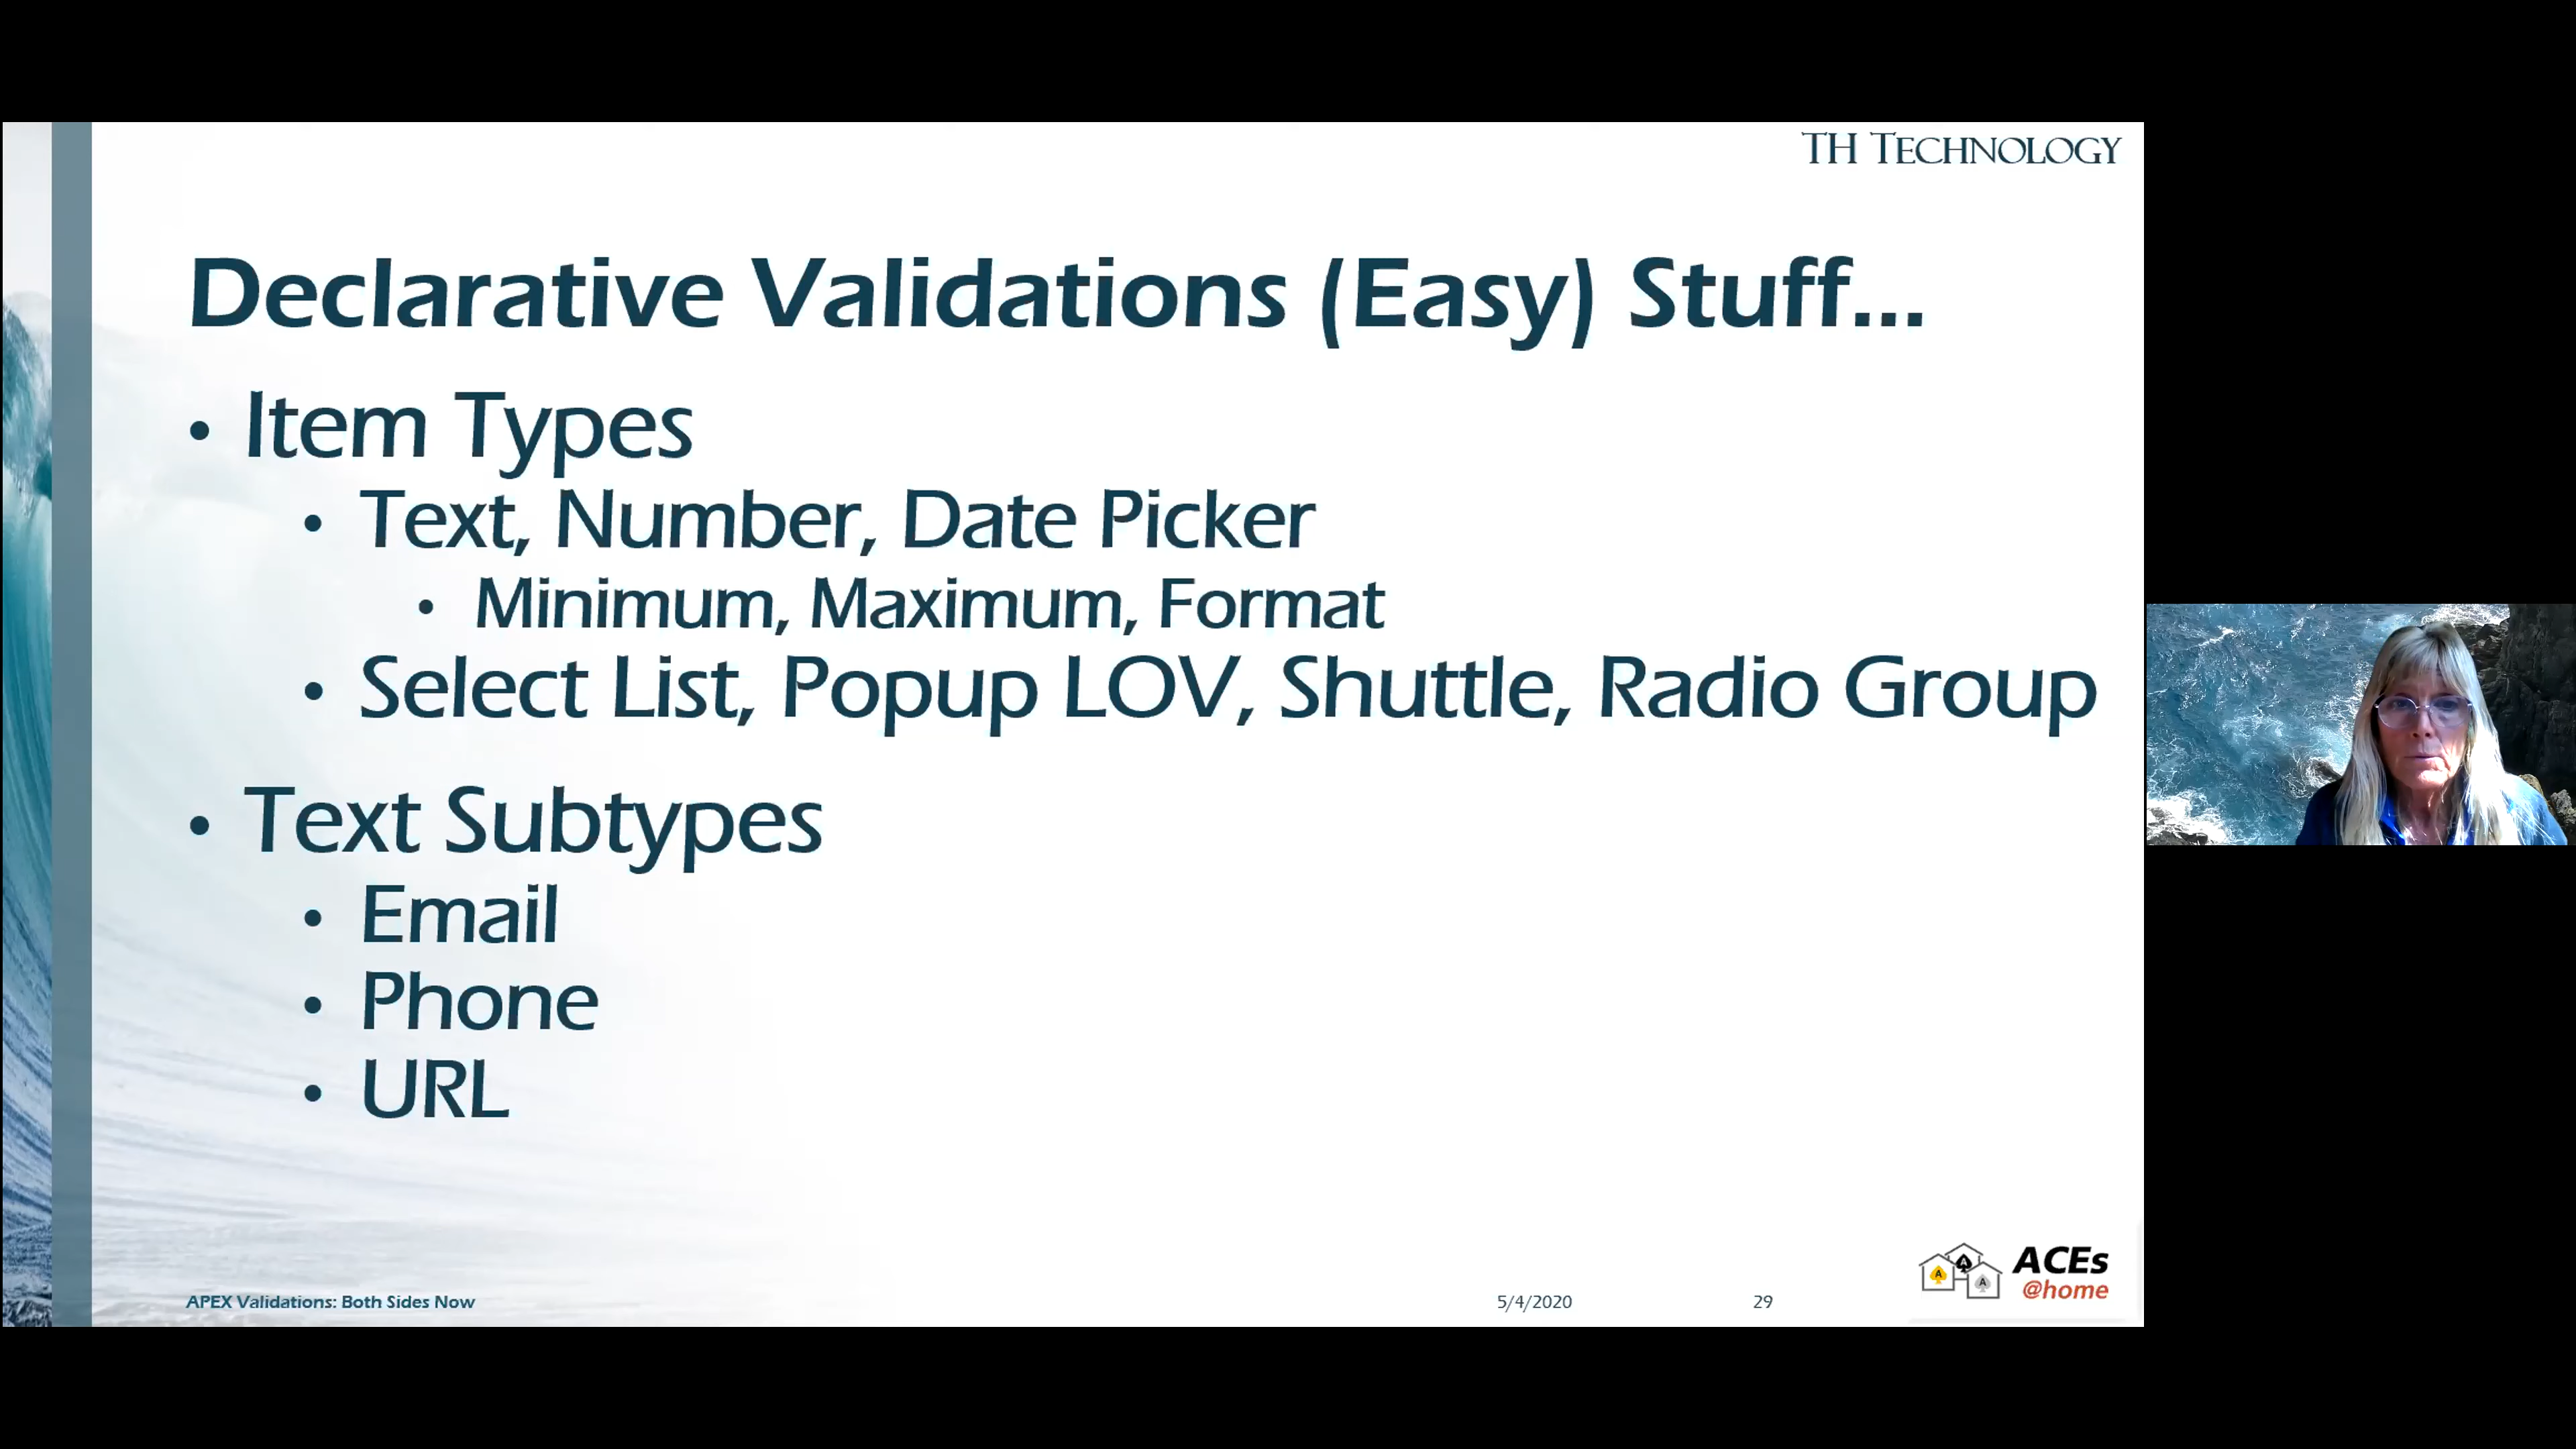 TH TECHNOLOGY
Declarative Validations (Easy) Stuff...
• Item Types
• Text, Number, Date Picker
• Minimum, Maximum, Format
• Select List, Popup LOV, Shuttle, Radio Group
• Text Subtypes
• Email
• Phone
• URL
APEX Validations: Both Sides Now
5/4/2020
29
A A A
ACEs
@home